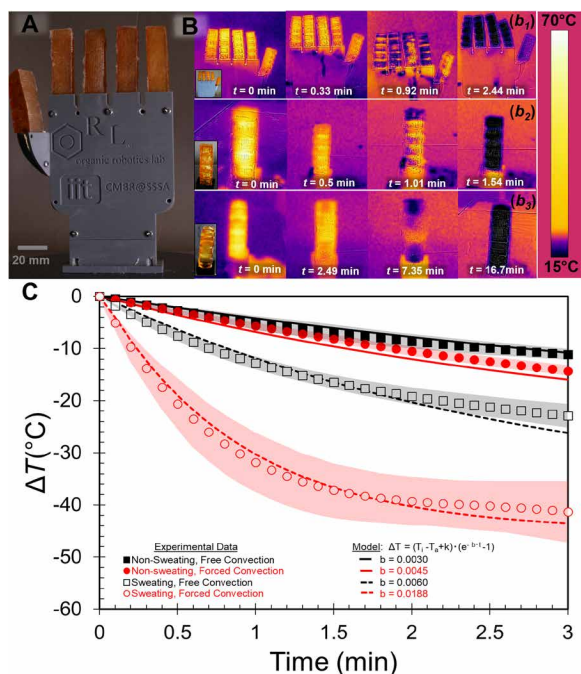 A
B
(b1)
70°C
t = 0 min
t = 0.33 min
t = 0.92 min
t = 2.44 min
(b2)
RL
organic robotics lab
iit CMBR@SSSA
t = 0 min
t = 0.5 min
t = 1.01 min
t = 1.54 min
(b3)
20 mm
t = 0 min
t = 2.49 min
t = 7.35 min
t = 16.7min
15°C
C
0
-10
-20
-30
-40
-50
-60
ΔT(°C)
Experimental Data
Non-Sweating, Free Convection
Non-sweating, Forced Convection
Sweating, Free Convection
Sweating, Forced Convection
Model: ΔT = (Ti -Ta+k)·(e^-b·t-1)
b = 0.0030
b = 0.0045
b = 0.0060
b = 0.0188
0 0.5 1 1.5 2 2.5 3
Time (min)